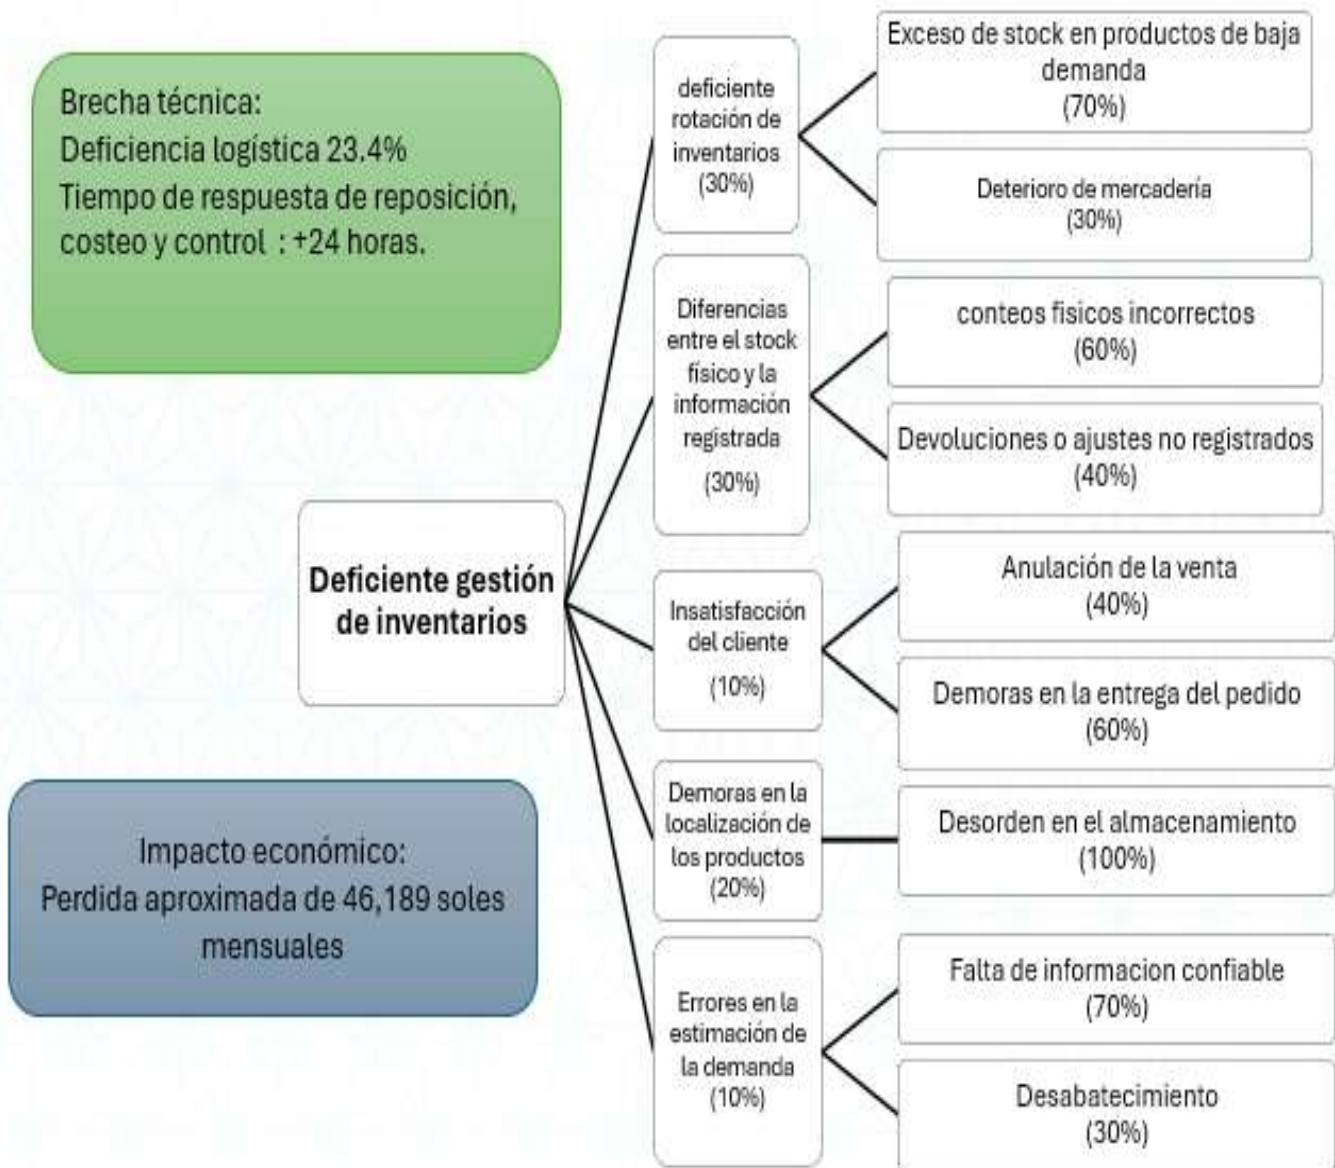 Brecha técnica:
Deficiencia logística 23.4%
Tiempo de respuesta de reposición,
costeo y control : +24 horas.
Deficiente gestión
de inventarios
Impacto económico:
Perdida aproximada de 46,189 soles
mensuales
deficiente
rotación de
inventarios
(30%)
Exceso de stock en productos de baja
demanda
(70%)
Deterioro de mercadería
(30%)
Diferencias
entre el stock
físico y la
información
registrada
(30%)
conteos fisicos incorrectos
(60%)
Devoluciones o ajustes no registrados
(40%)
Insatisfacción
del cliente
(10%)
Anulación de la venta
(40%)
Demoras en la entrega del pedido
(60%)
Demoras en la
localización de
los productos
(20%)
Desorden en el almacenamiento
(100%)
Errores en la
estimación de
la demanda
(10%)
Falta de informacion confiable
(70%)
Desabatecimiento
(30%)